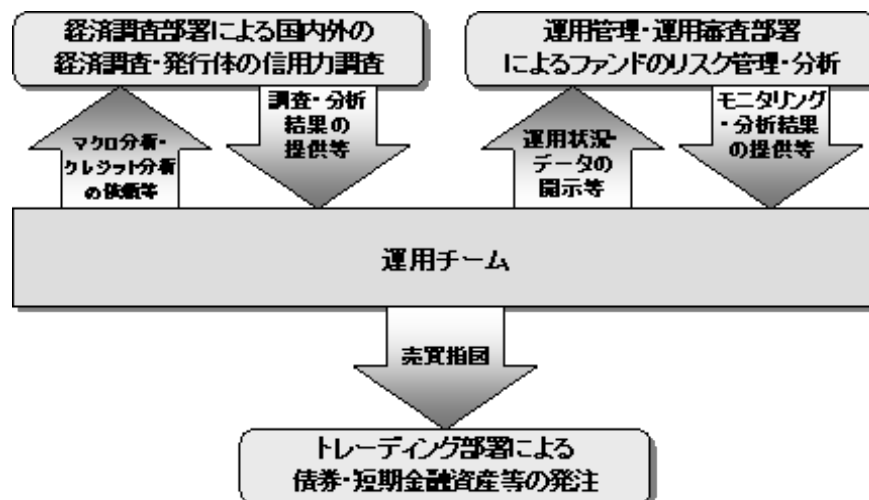 経済調査部署による国内外の
経済調査・発行体の信用力調査
運用管理・運用審査部署
によるファンドのリスク管理・分析
マクロ分析・
クレジット分析
の依頼等
調査・分析
結果の
提供等
運用状況・
データの
開示等
モニタリング
・分析結果
の提供等
運用チーム
売買指図
トレーディング部署による
債券・短期金融資産等の発注